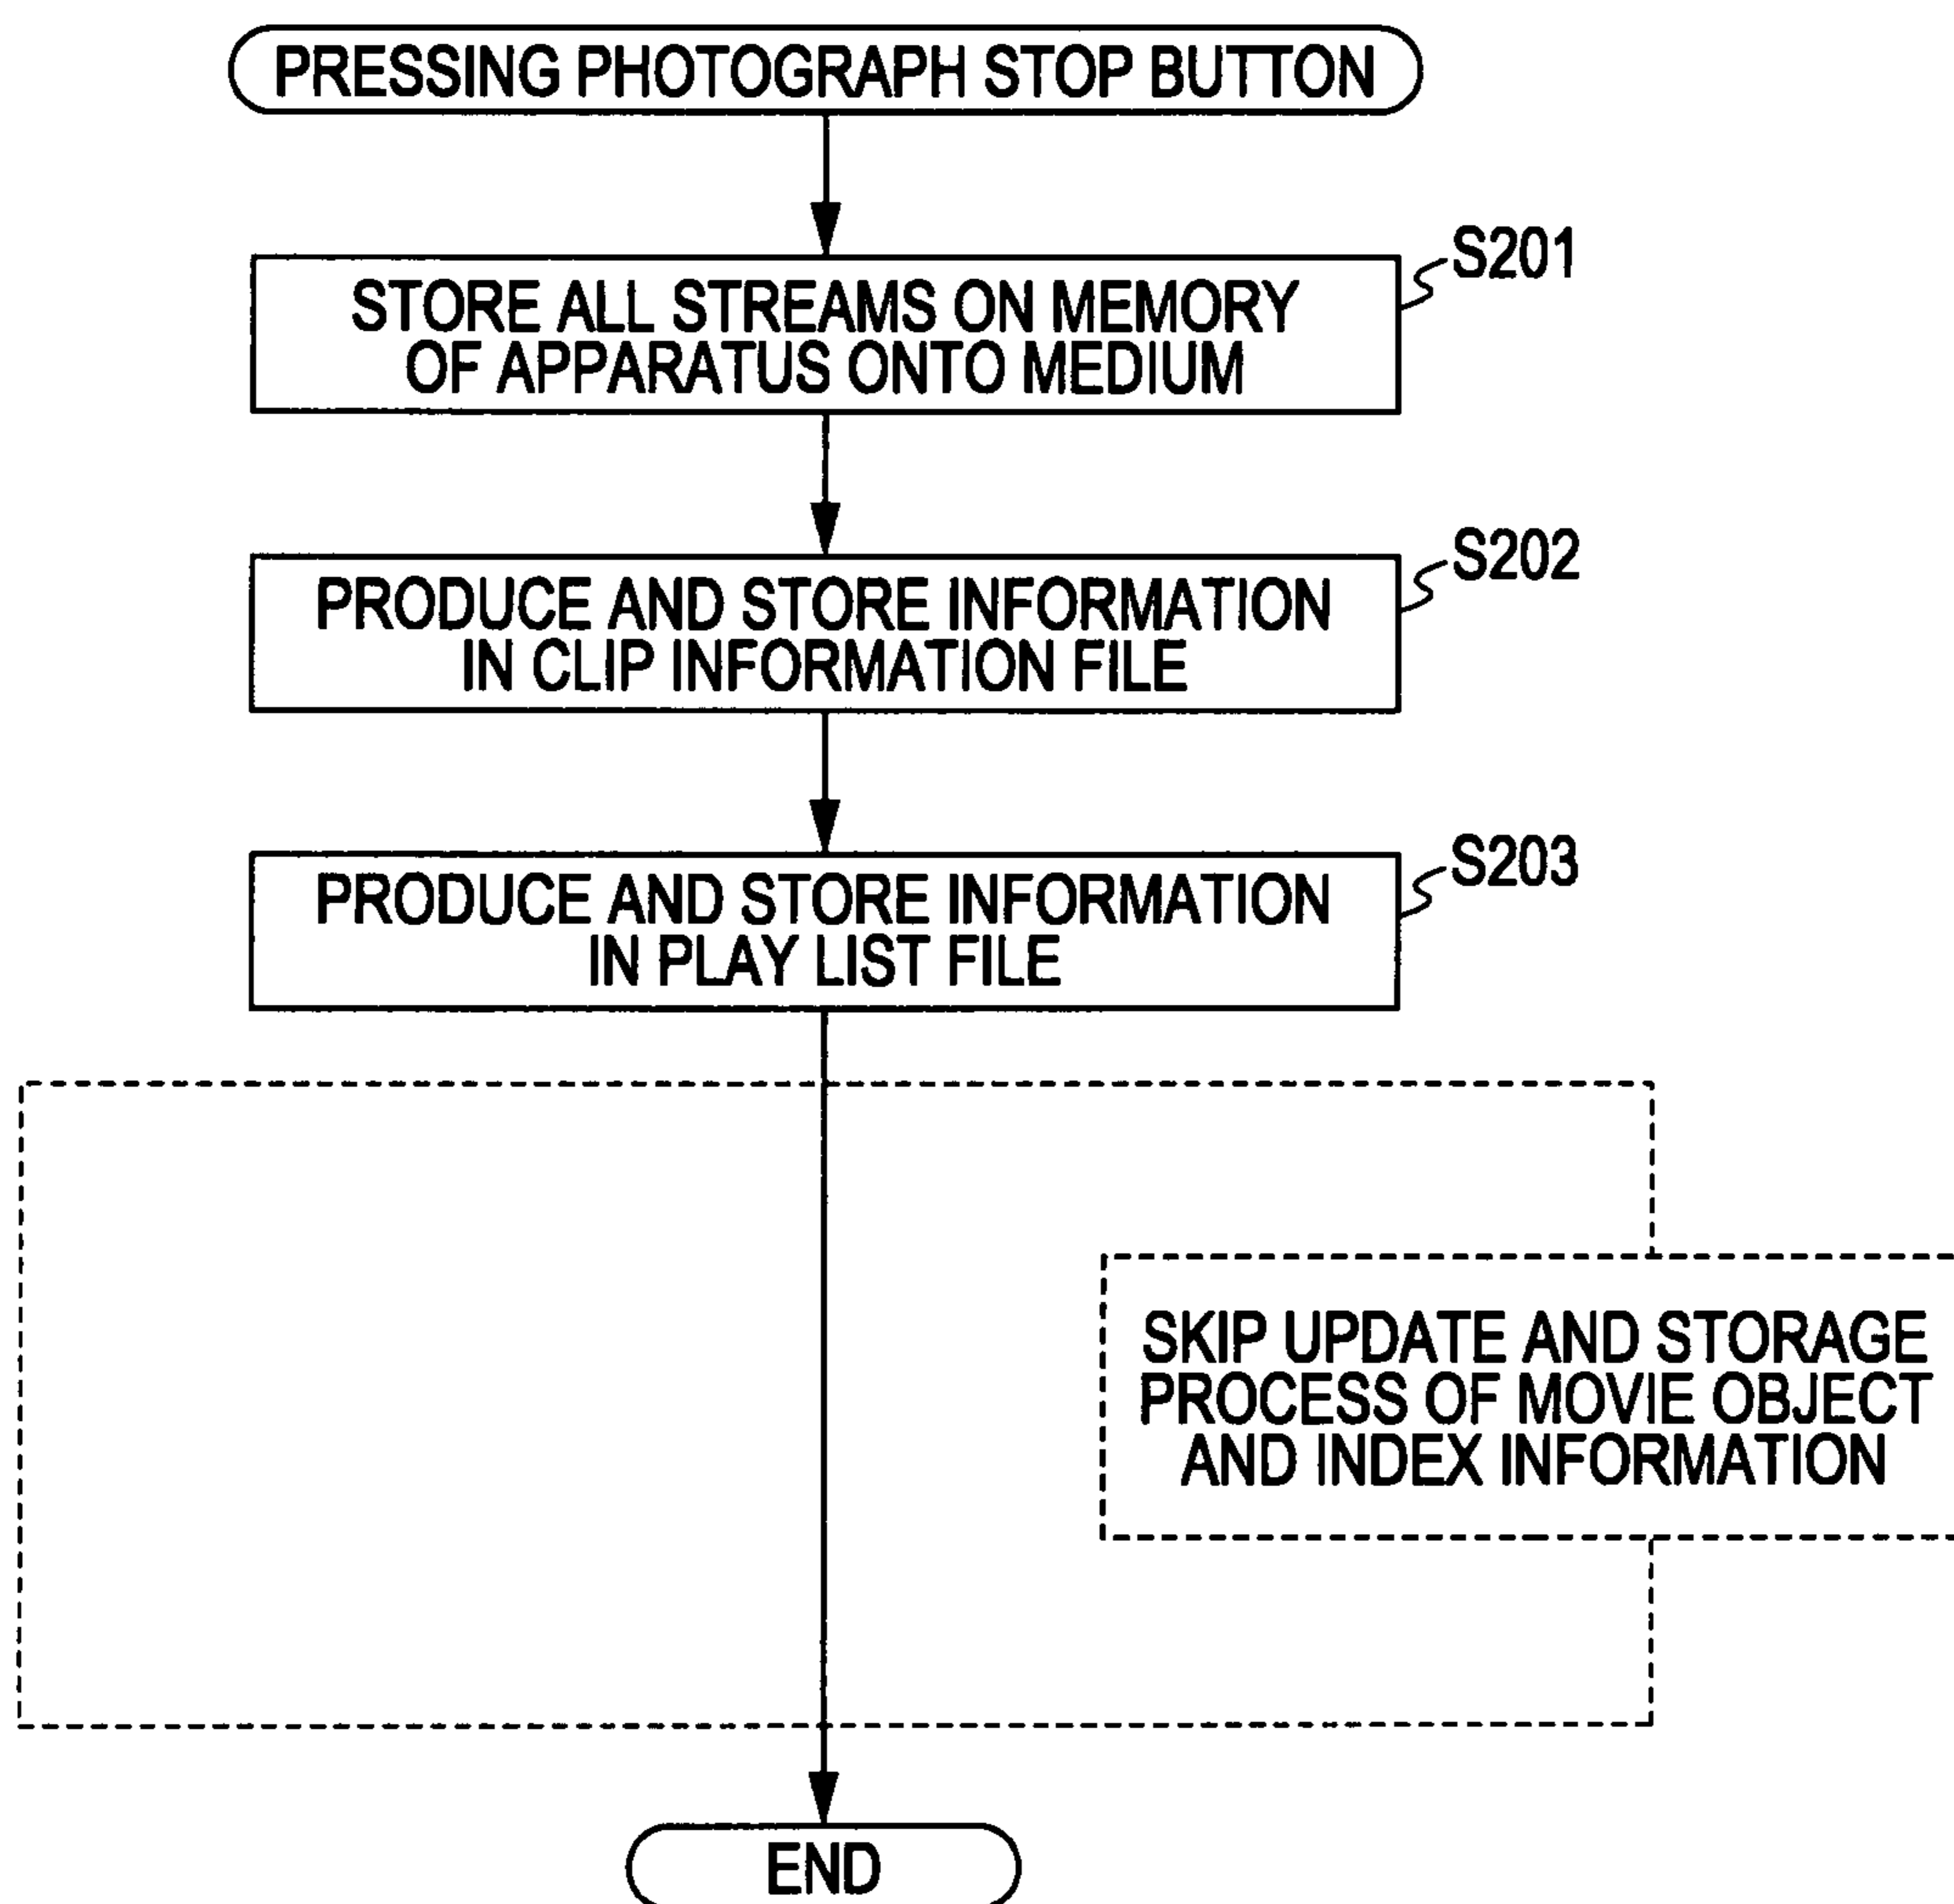 PRESSING PHOTOGRAPH STOP BUTTON
S201
STORE ALL STREAMS ON MEMORY
OF APPARATUS ONTO MEDIUM
S202
PRODUCE AND STORE INFORMATION
IN CLIP INFORMATION FILE
S203
PRODUCE AND STORE INFORMATION
IN PLAY LIST FILE
SKIP UPDATE AND STORAGE
PROCESS OF MOVIE OBJECT
AND INDEX INFORMATION
END